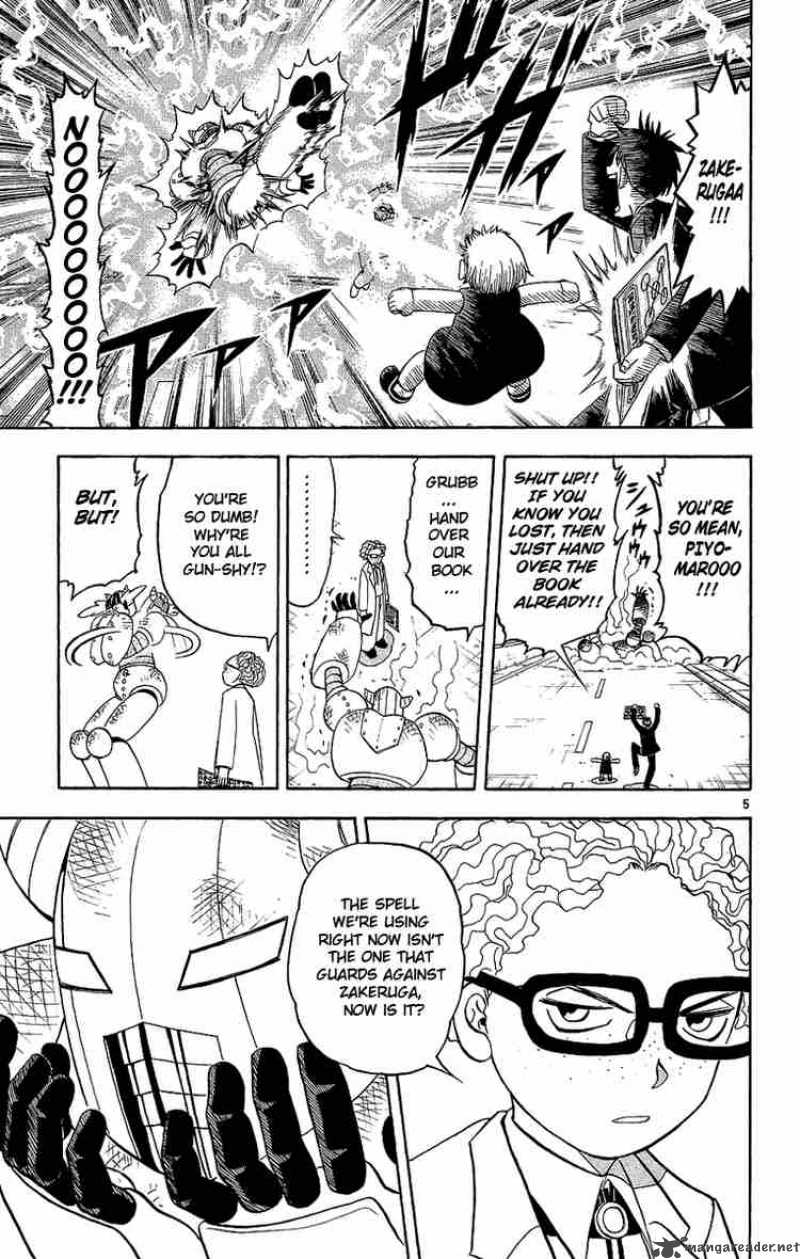 ZAKE-
RUGAA
!!!
NOOOOOOOOOO!!!
YOU'RE
SO MEAN,
PIYO-
MAROOO
!!!
SHUT UP!!
IF YOU
KNOW YOU
LOST, THEN
JUST HAND
OVER THE
BOOK
ALREADY!!
GRUBB
...
HAND
OVER
OUR
BOOK
...
.........
YOU'RE
SO DUMB!
WHY'RE
YOU ALL
GUN-SHY!?
BUT,
BUT!
5
THE SPELL
WE'RE USING
RIGHT NOW ISN'T
THE ONE THAT
GUARDS AGAINST
ZAKERUGA,
NOW IS IT?
mangareader.net